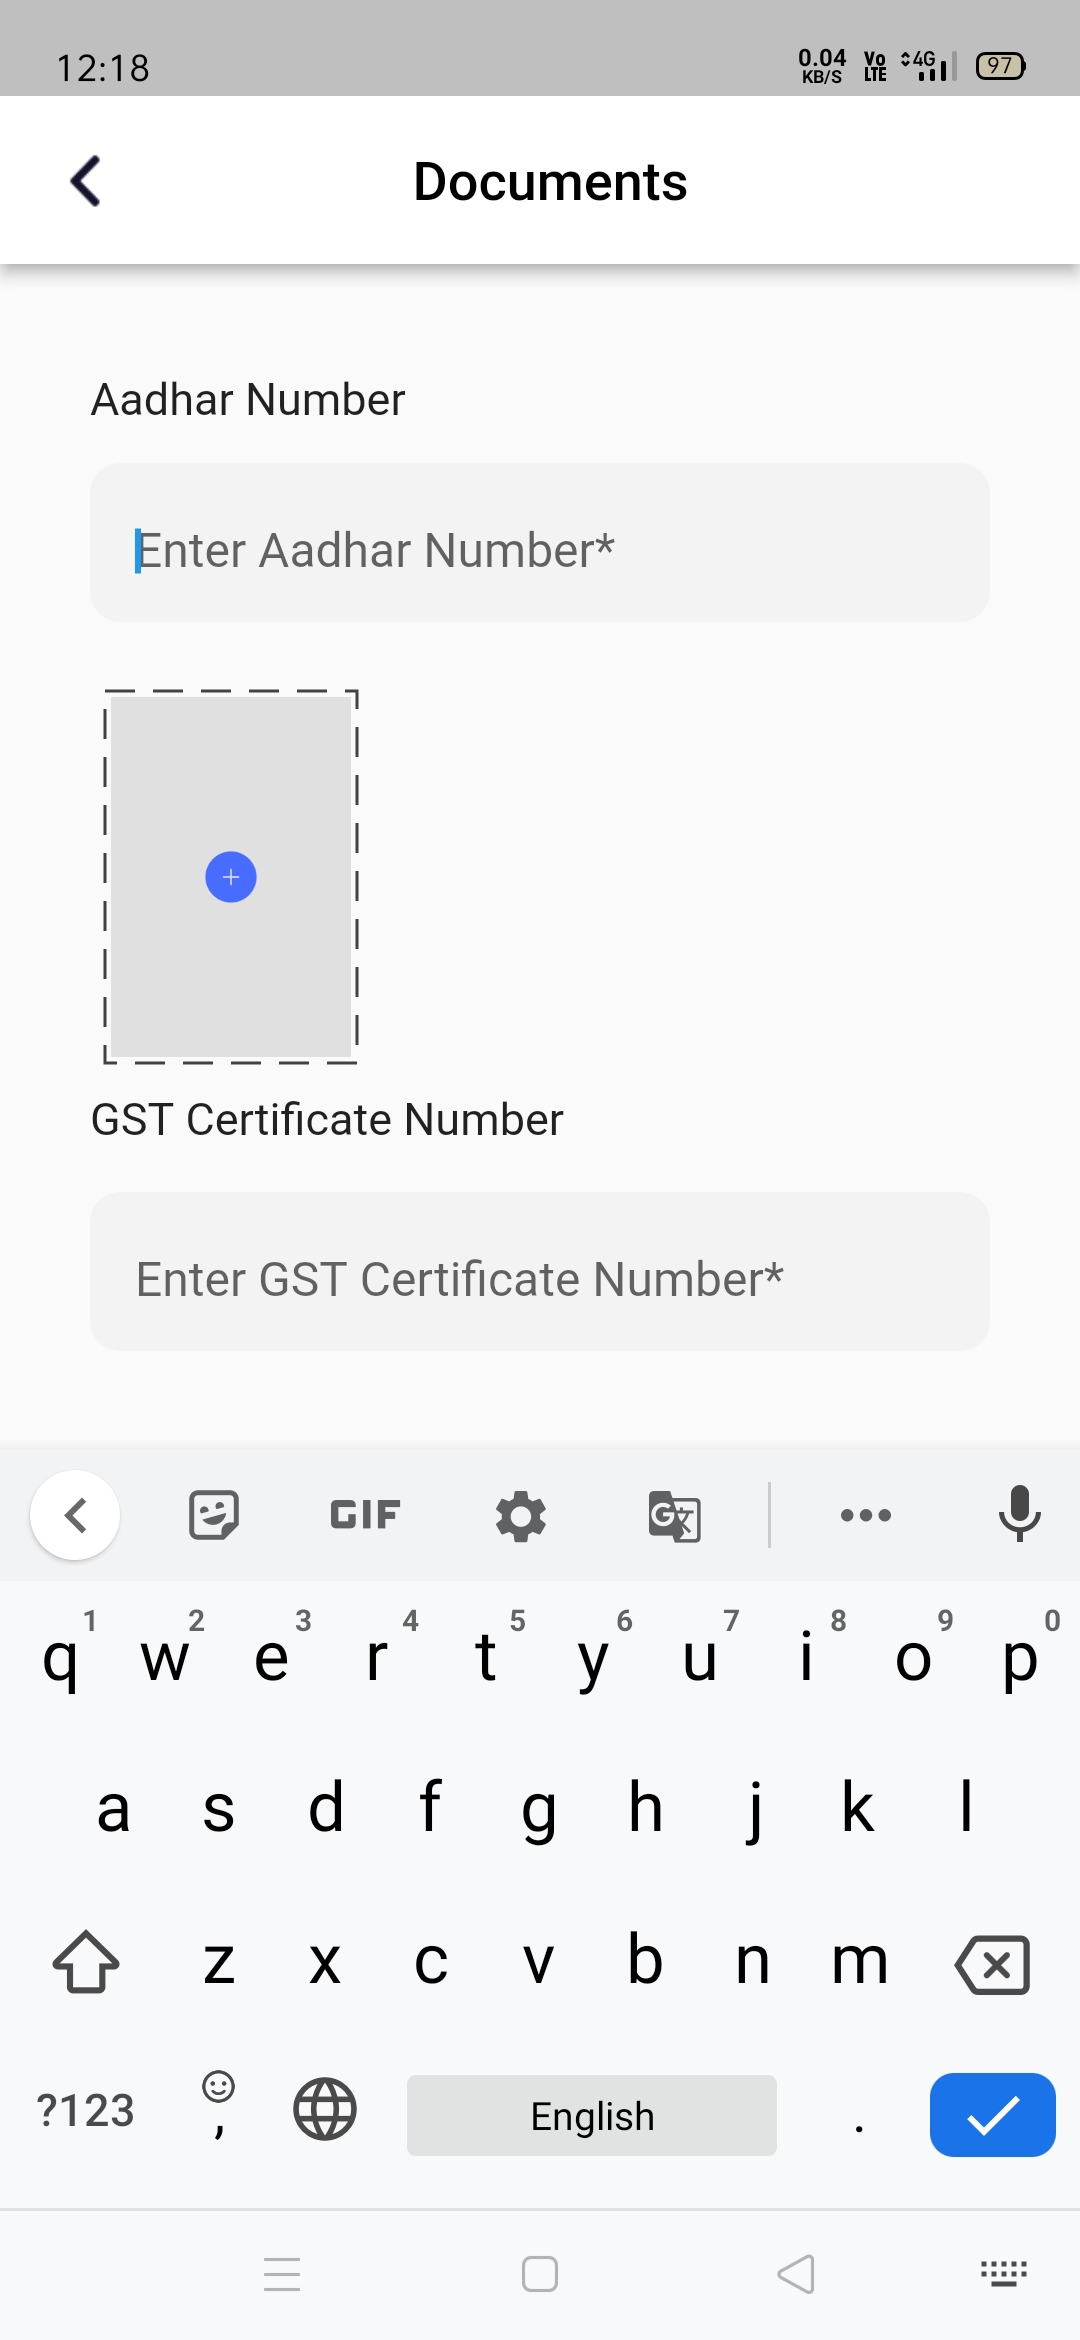 12:18
0.04 KB/S Vo LTE 4G 97
Documents
Aadhar Number
Enter Aadhar Number*
+
GST Certificate Number
Enter GST Certificate Number*
GIF G 文
1 2 3 4 5 6 7 8 9 0
q w e r t y u i o p
a s d f g h j k l
z x c v b n m
?123 , English .